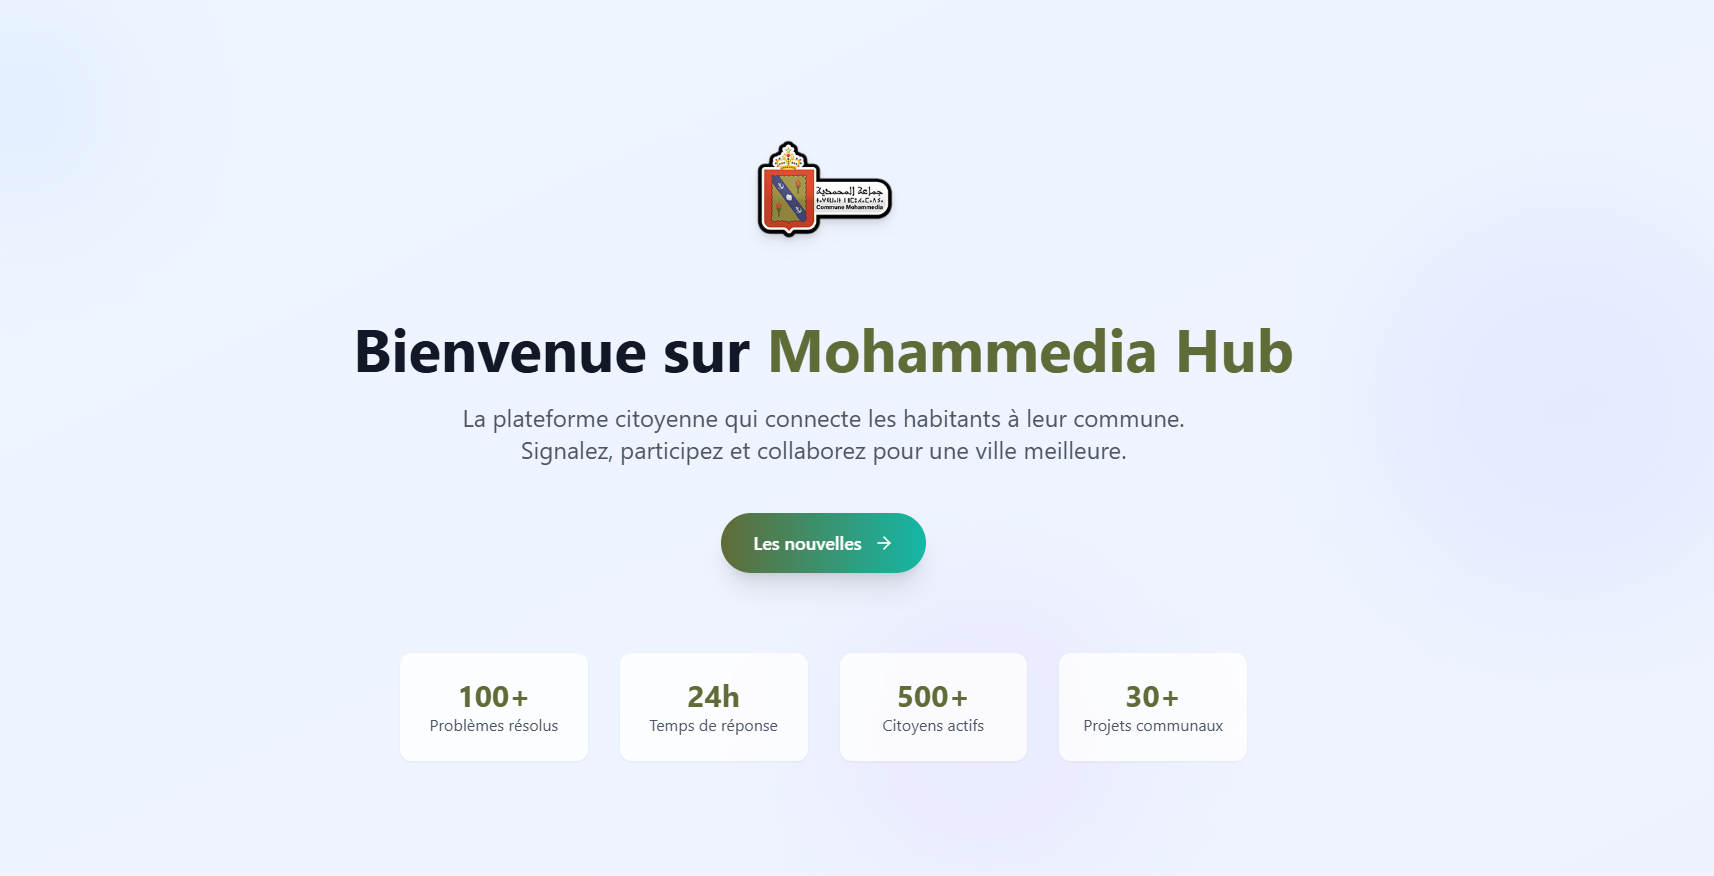 جماعة المحمدية
Commune Mohammedia
Bienvenue sur Mohammedia Hub
La plateforme citoyenne qui connecte les habitants à leur commune.
Signalez, participez et collaborez pour une ville meilleure.
Les nouvelles
100+
Problèmes résolus
24h
Temps de réponse
500+
Citoyens actifs
30+
Projets communaux